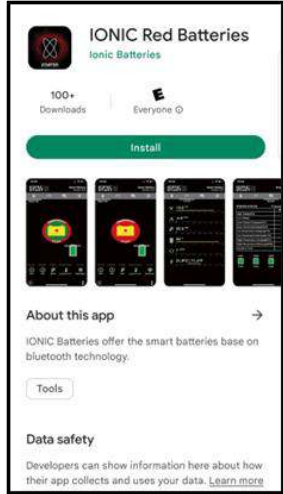 IONIC Red Batteries
Ionic Batteries
100+
Downloads
E
Everyone
Install
About this app
IONIC Batteries offer the smart batteries base on
bluetooth technology.
Tools
Data safety
Developers can show information here about how
their app collects and uses your data. Learn more